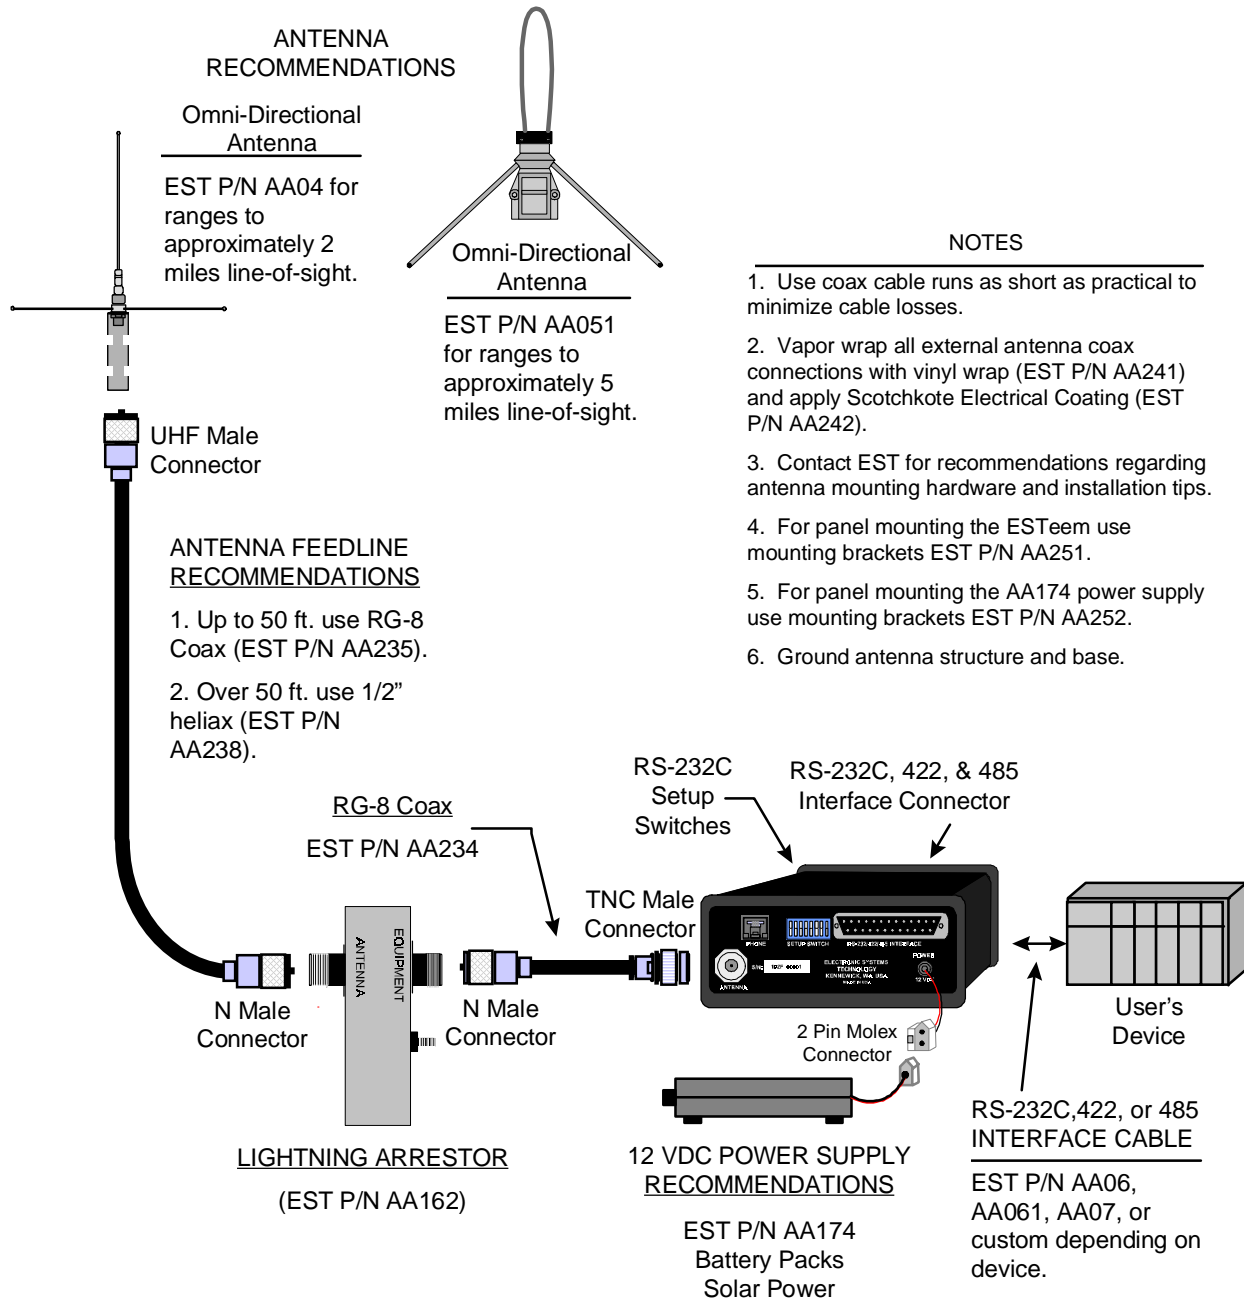 ANTENNA
RECOMMENDATIONS
Omni-Directional
Antenna
EST P/N AA04 for
ranges to
approximately 2
miles line-of-sight.
Omni-Directional
Antenna
EST P/N AA051
for ranges to
approximately 5
miles line-of-sight.
NOTES
1. Use coax cable runs as short as practical to
minimize cable losses.
2. Vapor wrap all external antenna coax
connections with vinyl wrap (EST P/N AA241)
and apply Scotchkote Electrical Coating (EST
P/N AA242).
3. Contact EST for recommendations regarding
antenna mounting hardware and installation tips.
4. For panel mounting the ESTeem use
mounting brackets EST P/N AA251.
5. For panel mounting the AA174 power supply
use mounting brackets EST P/N AA252.
6. Ground antenna structure and base.
UHF Male
Connector
ANTENNA FEEDLINE
RECOMMENDATIONS
1. Up to 50 ft. use RG-8
Coax (EST P/N AA235).
2. Over 50 ft. use 1/2”
heliax (EST P/N
AA238).
RG-8 Coax
EST P/N AA234
RS-232C
Setup
Switches
RS-232C, 422, & 485
Interface Connector
TNC Male
Connector
N Male
Connector
ANTENNA
EQUIPMENT
N Male
Connector
PHONE
SETUP SWITCH
RS-232/422/485 INTERFACE
ANTENNA
S/N:
ELECTRONIC SYSTEMS
TECHNOLOGY
KENNEWICK, WA. USA
POWER
12 VDC
2 Pin Molex
Connector
User's
Device
LIGHTNING ARRESTOR
(EST P/N AA162)
12 VDC POWER SUPPLY
RECOMMENDATIONS
EST P/N AA174
Battery Packs
Solar Power
RS-232C,422, or 485
INTERFACE CABLE
EST P/N AA06,
AA061, AA07, or
custom depending on
device.